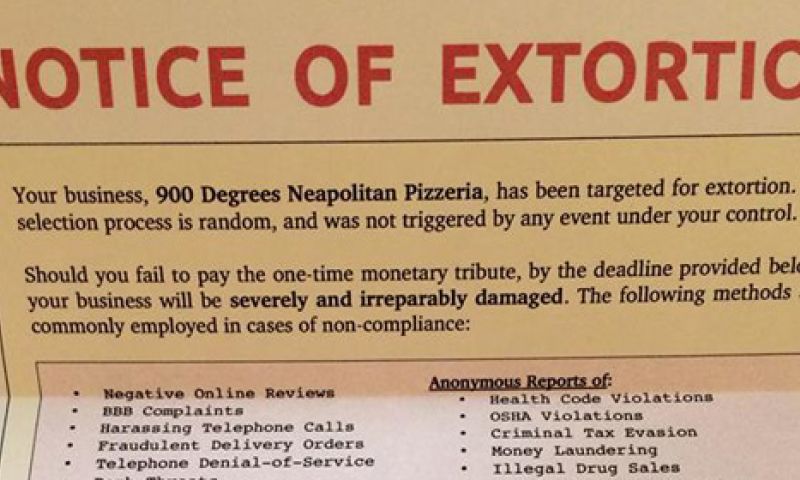 NOTICE OF EXTORTIO
Your business, 900 Degrees Neapolitan Pizzeria, has been targeted for extortion.
selection process is random, and was not triggered by any event under your control.
Should you fail to pay the one-time monetary tribute, by the deadline provided belo
your business will be severely and irreparably damaged. The following methods
commonly employed in cases of non-compliance:
• Negative Online Reviews
• BBB Complaints
• Harassing Telephone Calls
• Fraudulent Delivery Orders
• Telephone Denial-of-Service
Anonymous Reports of:
• Health Code Violations
• OSHA Violations
• Criminal Tax Evasion
• Money Laundering
• Illegal Drug Sales